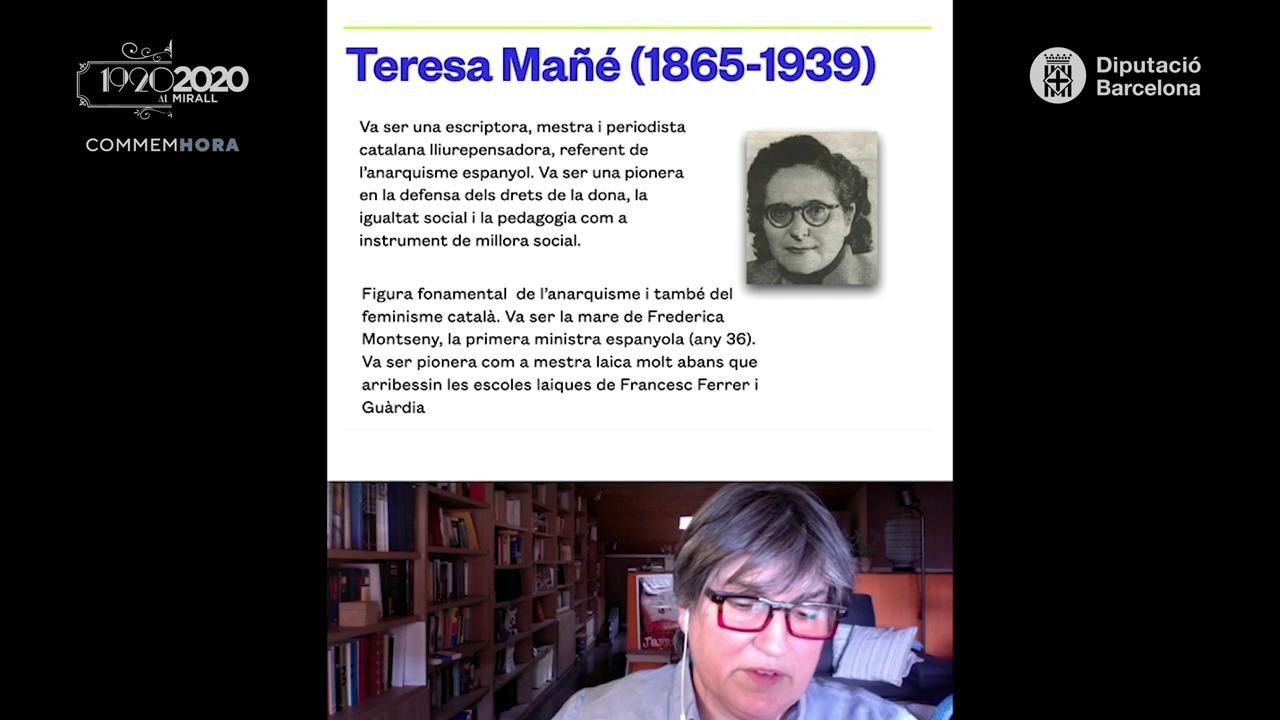 1920 2020
AL MIRALL
COMMEMHORA
Diputació
Barcelona
Teresa Mañé (1865-1939)
Va ser una escriptora, mestra i periodista
catalana lliurepensadora, referent de
l'anarquisme espanyol. Va ser una pionera
en la defensa dels drets de la dona, la
igualtat social i la pedagogia com a
instrument de millora social.
Figura fonamental  de l'anarquisme i també del
feminisme català. Va ser la mare de Frederica
Montseny, la primera ministra espanyola (any 36).
Va ser pionera com a mestra laica molt abans que
arribessin les escoles laiques de Francesc Ferrer i
Guàrdia